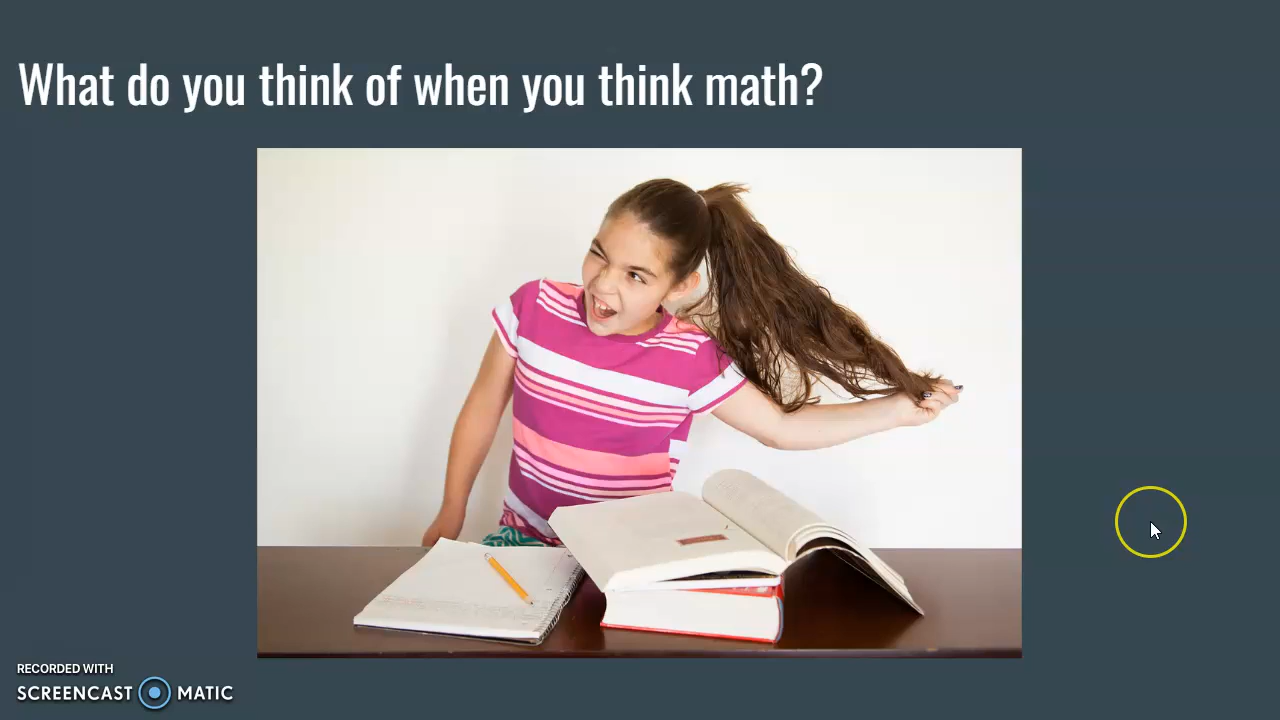 What do you think of when you think math?
RECORDED WITH
SCREENCAST MATIC